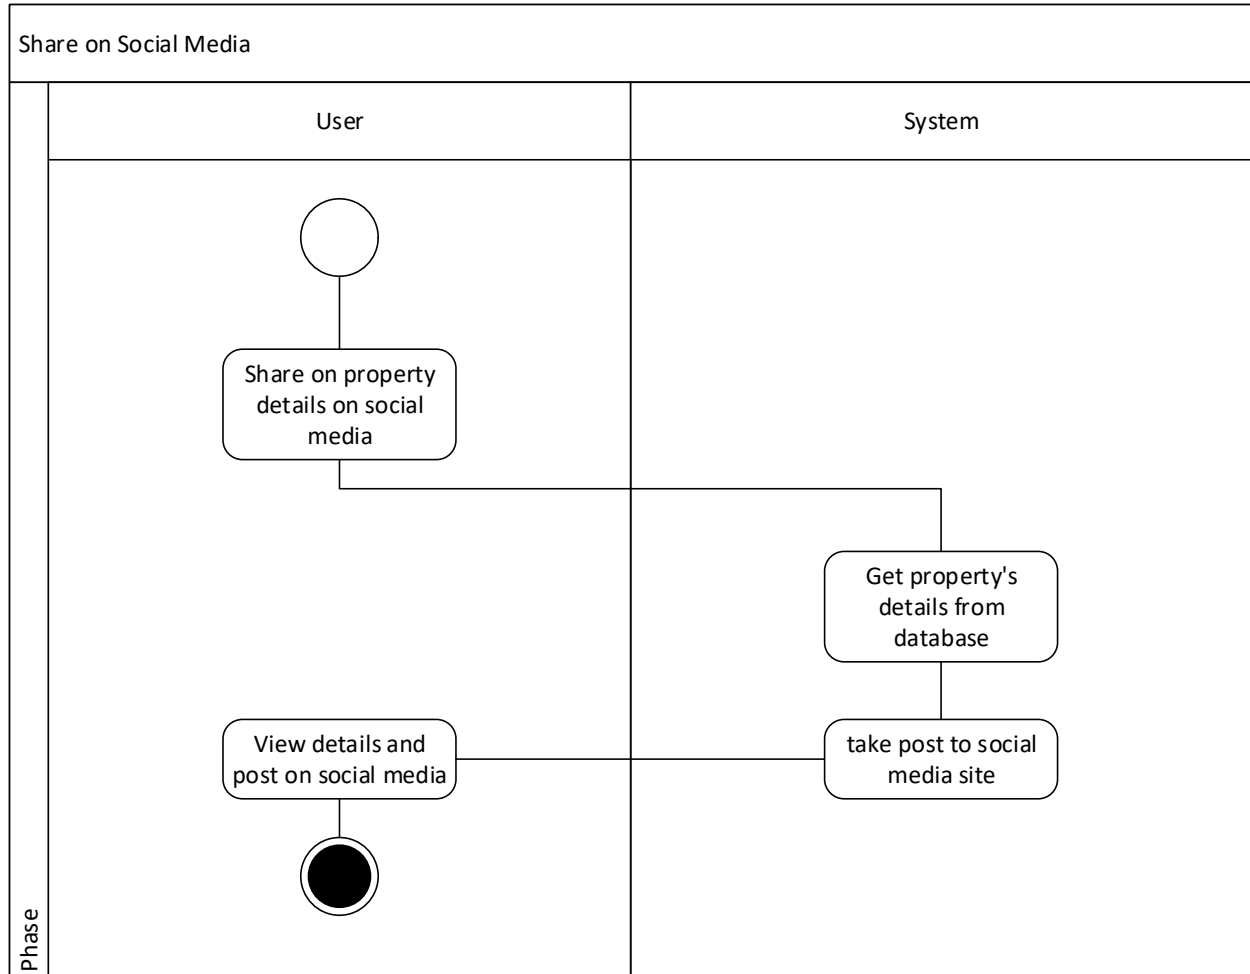 Share on Social Media
User
System
Share on property
details on social
media
Get property's
details from
database
View details and
post on social media
take post to social
media site
Phase